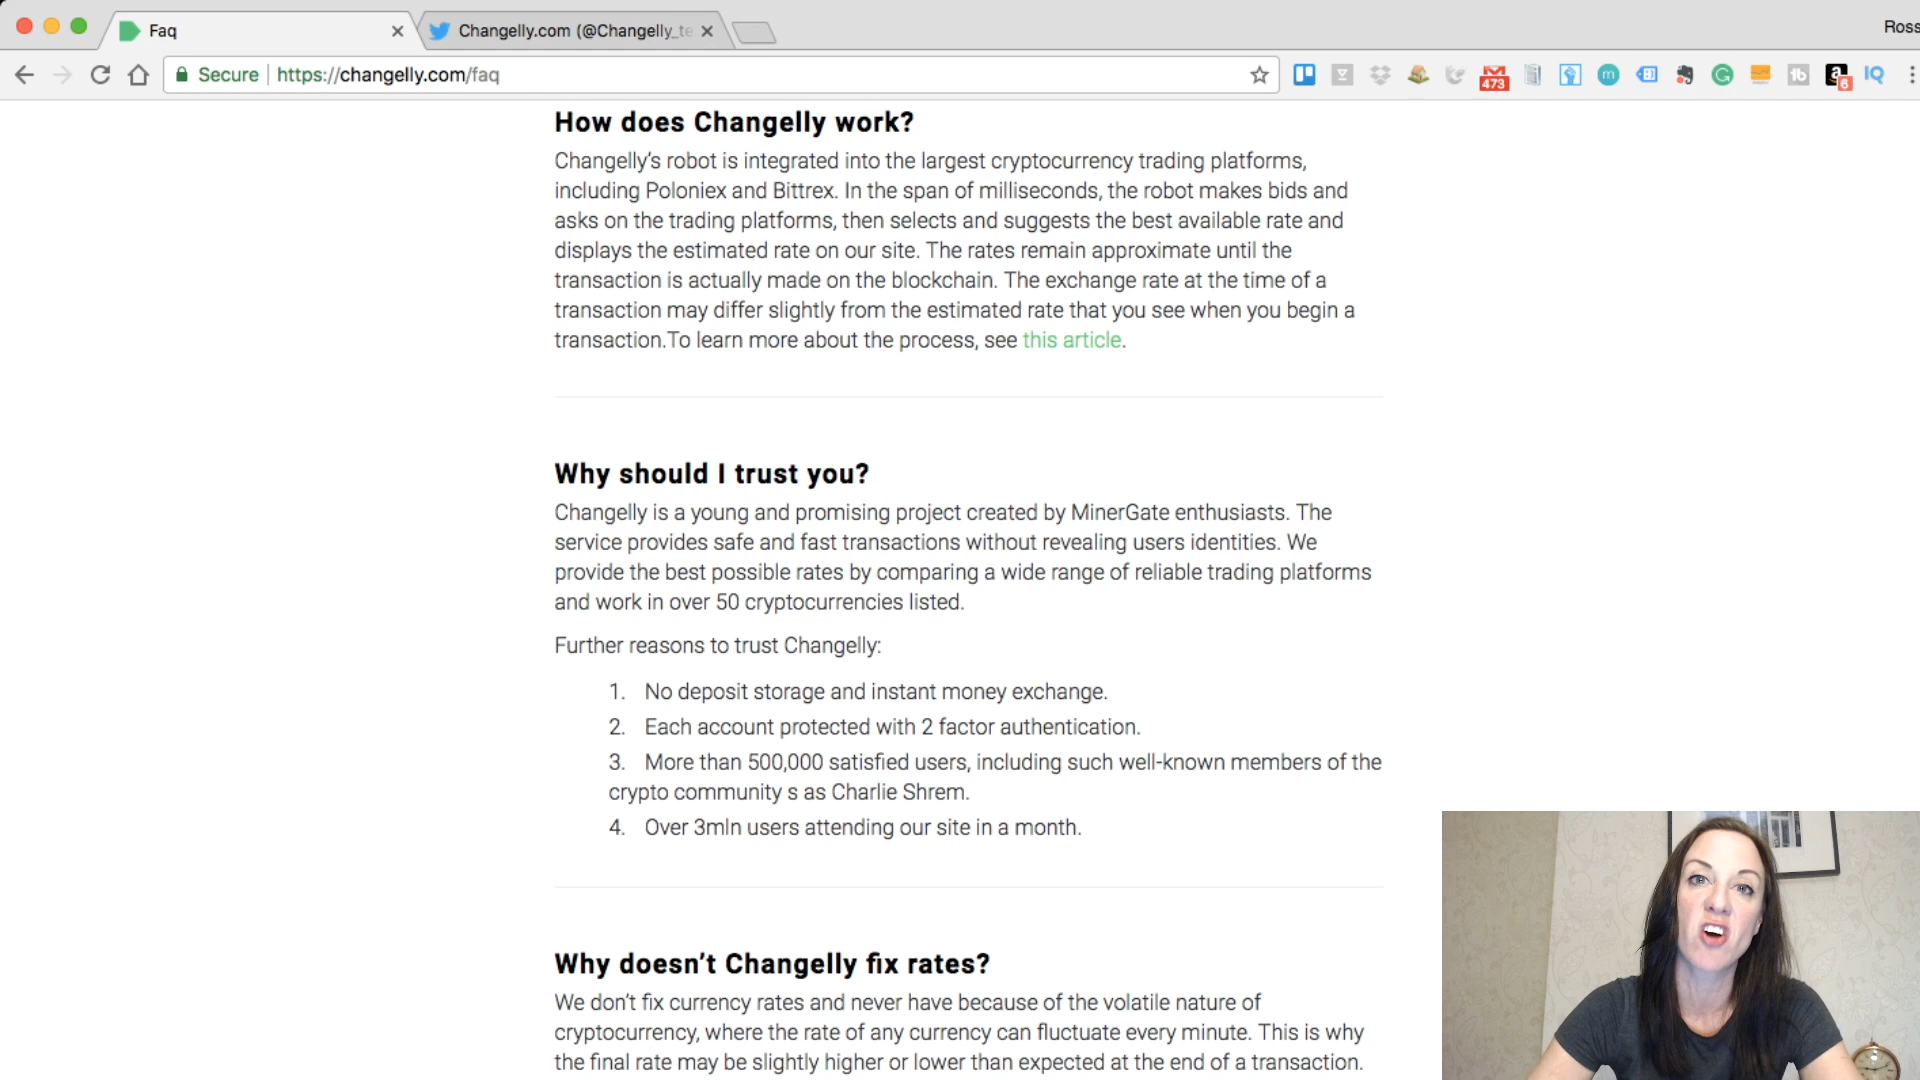 Faq
Changelly.com (@Changelly_te
Ross
Secure
https://changelly.com/faq
473
6
How does Changelly work?
Changelly's robot is integrated into the largest cryptocurrency trading platforms,
including Poloniex and Bittrex. In the span of milliseconds, the robot makes bids and
asks on the trading platforms, then selects and suggests the best available rate and
displays the estimated rate on our site. The rates remain approximate until the
transaction is actually made on the blockchain. The exchange rate at the time of a
transaction may differ slightly from the estimated rate that you see when you begin a
transaction.To learn more about the process, see this article.
Why should I trust you?
Changelly is a young and promising project created by MinerGate enthusiasts. The
service provides safe and fast transactions without revealing users identities. We
provide the best possible rates by comparing a wide range of reliable trading platforms
and work in over 50 cryptocurrencies listed.
Further reasons to trust Changelly:
1. No deposit storage and instant money exchange.
2. Each account protected with 2 factor authentication.
3. More than 500,000 satisfied users, including such well-known members of the
crypto community s as Charlie Shrem.
4. Over 3mln users attending our site in a month.
Why doesn't Changelly fix rates?
We don't fix currency rates and never have because of the volatile nature of
cryptocurrency, where the rate of any currency can fluctuate every minute. This is why
the final rate may be slightly higher or lower than expected at the end of a transaction.